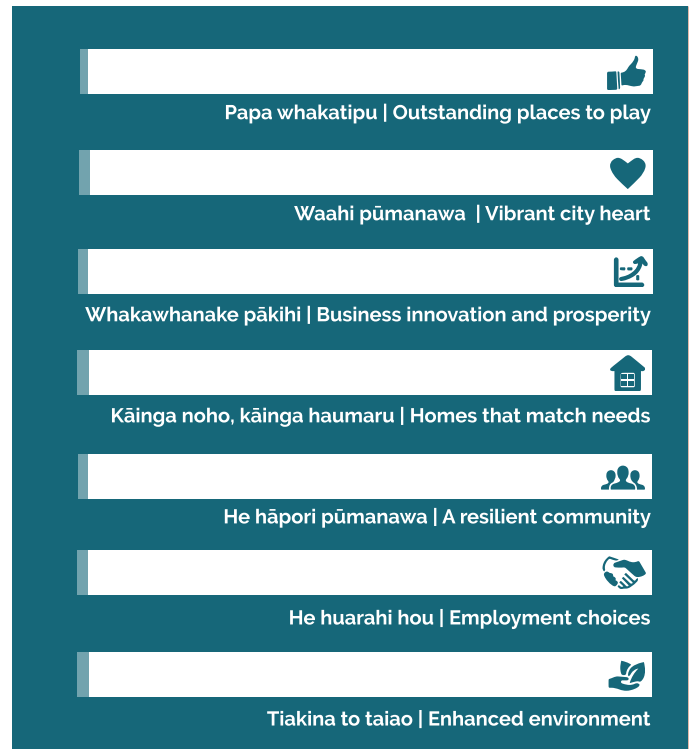 Papa whakatipu | Outstanding places to play
Waahi pūmanawa | Vibrant city heart
Whakawhanake pākihi | Business innovation and prosperity
Kāinga noho, kāinga haumaru | Homes that match needs
He hāpori pūmanawa | A resilient community
He huarahi hou | Employment choices
Tiakina to taiao | Enhanced environment